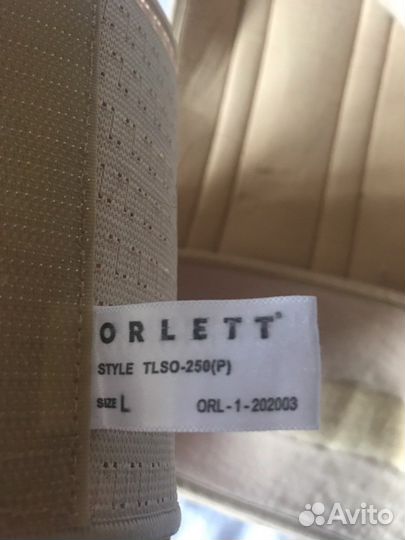 ORLETT®
STYLE TLSO-250(P)
SIZE L ORL-1-202003
Avito